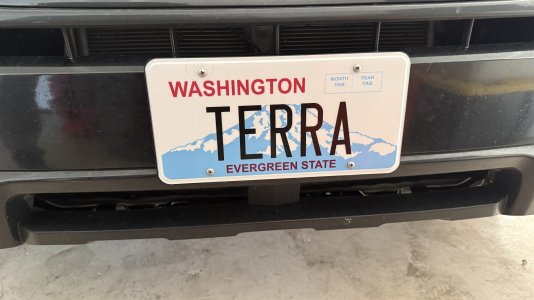 WASHINGTON
MONTH TAB
YEAR TAB
TERRA
EVERGREEN STATE